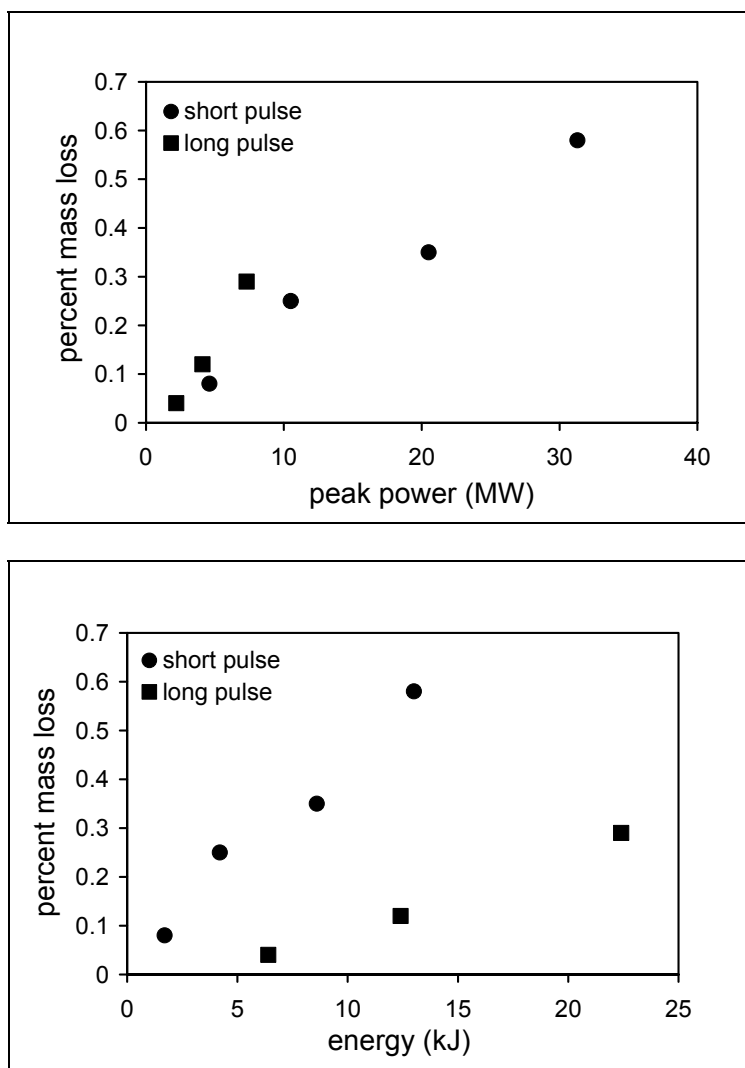 0.7
0.6
0.5
0.4
0.3
0.2
0.1
0
percent mass loss
short pulse
long pulse
0 10 20 30 40
peak power (MW)
0.7
0.6
0.5
0.4
0.3
0.2
0.1
0
percent mass loss
short pulse
long pulse
0 5 10 15 20 25
energy (kJ)